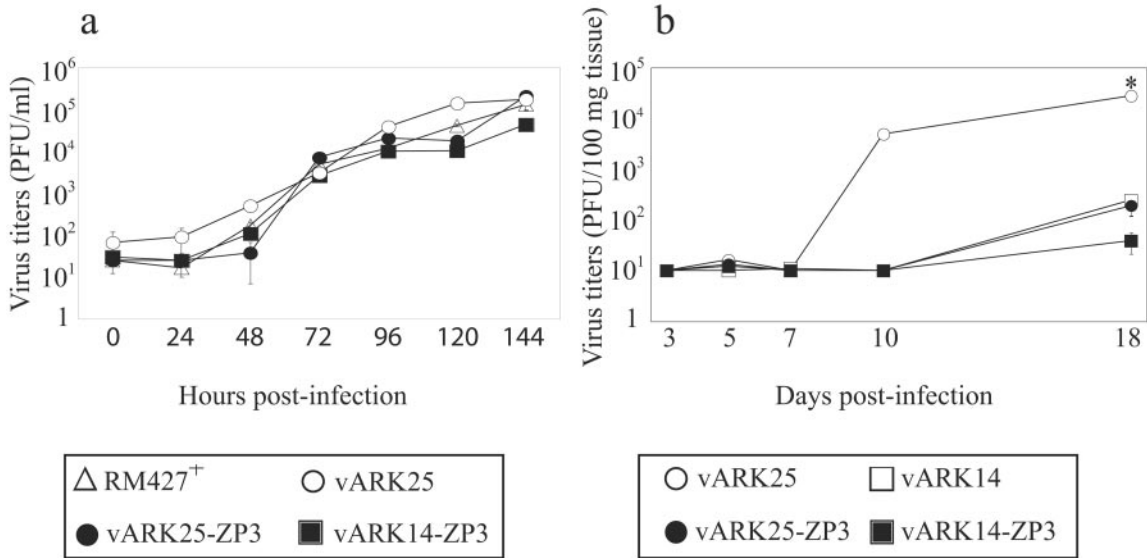 a
Virus titers (PFU/ml)
10⁶
10⁵
10⁴
10³
10²
10¹
1
0 24 48 72 96 120 144
Hours post-infection
△ RM427⁺
○ vARK25
● vARK25-ZP3
■ vARK14-ZP3
b
Virus titers (PFU/100 mg tissue)
10⁵
10⁴
10³
10²
10¹
1
*
3 5 7 10 18
Days post-infection
○ vARK25
□ vARK14
● vARK25-ZP3
■ vARK14-ZP3